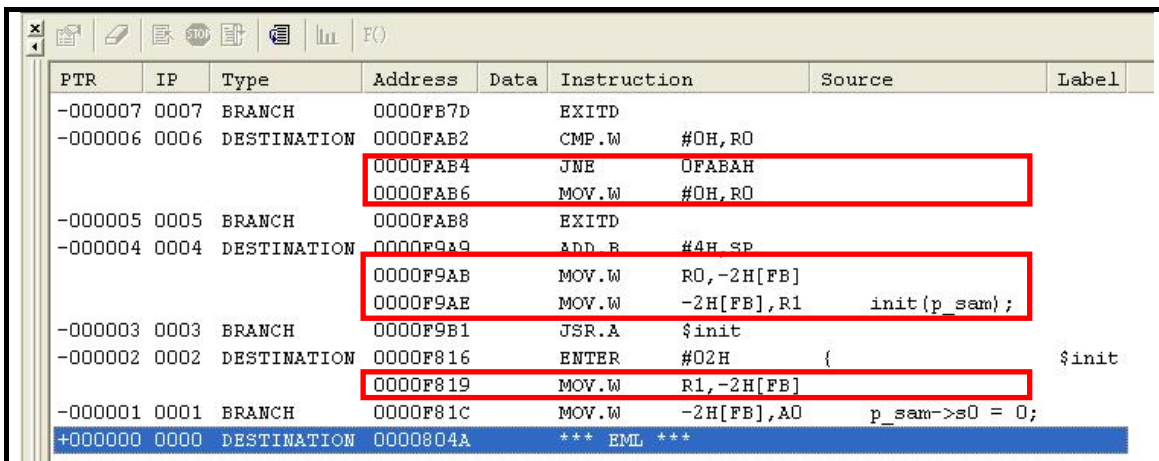 STOP F()
PTR IP Type Address Data Instruction Source Label
-000007 0007 BRANCH 0000FB7D EXITD
-000006 0006 DESTINATION 0000FAB2 CMP.W #0H,R0
0000FAB4 JNE 0FABAH
0000FAB6 MOV.W #0H,R0
-000005 0005 BRANCH 0000FAB8 EXITD
-000004 0004 DESTINATION 0000F9A9 ADD.B #4H,SP
0000F9AB MOV.W R0,-2H[FB]
0000F9AE MOV.W -2H[FB],R1 init(p_sam);
-000003 0003 BRANCH 0000F9B1 JSR.A $init
-000002 0002 DESTINATION 0000F816 ENTER #02H { $init
0000F819 MOV.W R1,-2H[FB]
-000001 0001 BRANCH 0000F81C MOV.W -2H[FB],A0 p_sam->s0 = 0;
+000000 0000 DESTINATION 0000804A *** EML ***